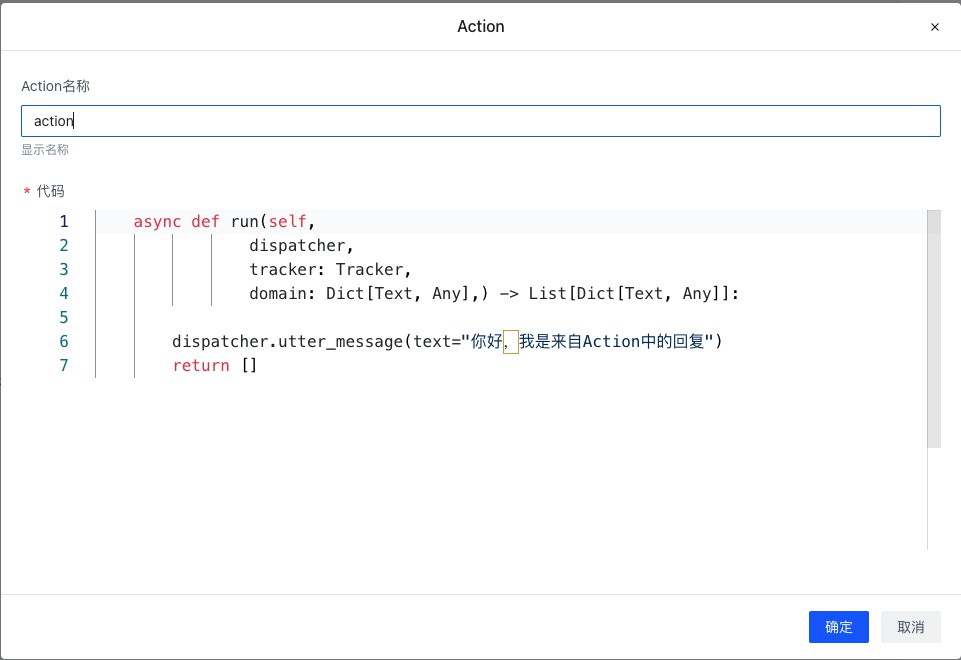 Action
×
Action名称
action
显示名称
* 代码
1 async def run(self,
2 dispatcher,
3 tracker: Tracker,
4 domain: Dict[Text, Any],) -> List[Dict[Text, Any]]:
5
6 dispatcher.utter_message(text="你好，我是来自Action中的回复")
7 return []
确定 取消